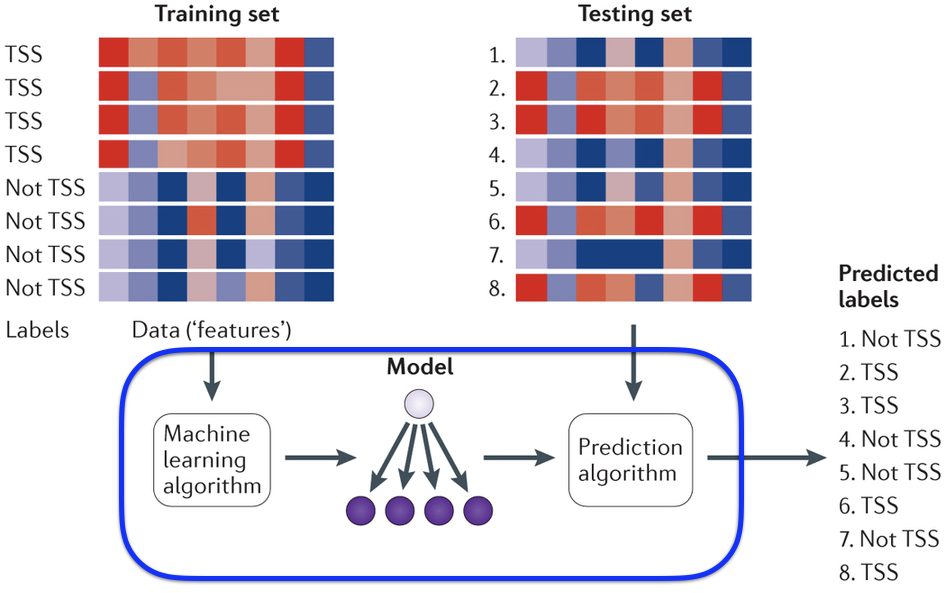 Training set
TSS
TSS
TSS
TSS
Not TSS
Not TSS
Not TSS
Not TSS
Labels
Data (‘features’)
Testing set
1.
2.
3.
4.
5.
6.
7.
8.
Model
Machine
learning
algorithm
Prediction
algorithm
Predicted
labels
1. Not TSS
2. TSS
3. TSS
4. Not TSS
5. Not TSS
6. TSS
7. Not TSS
8. TSS